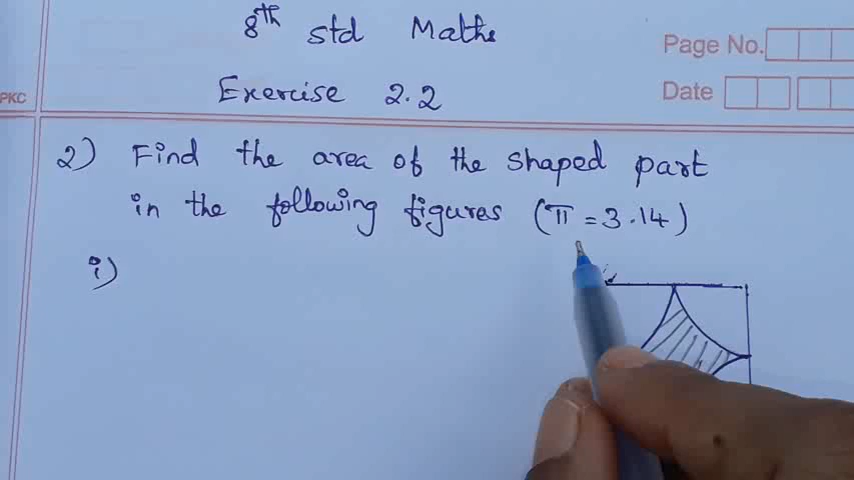 8th std Maths
Page No.
PKC
Exercise 2.2
Date
2) Find the area of the shaped part
in the following figures (π = 3.14)
i)